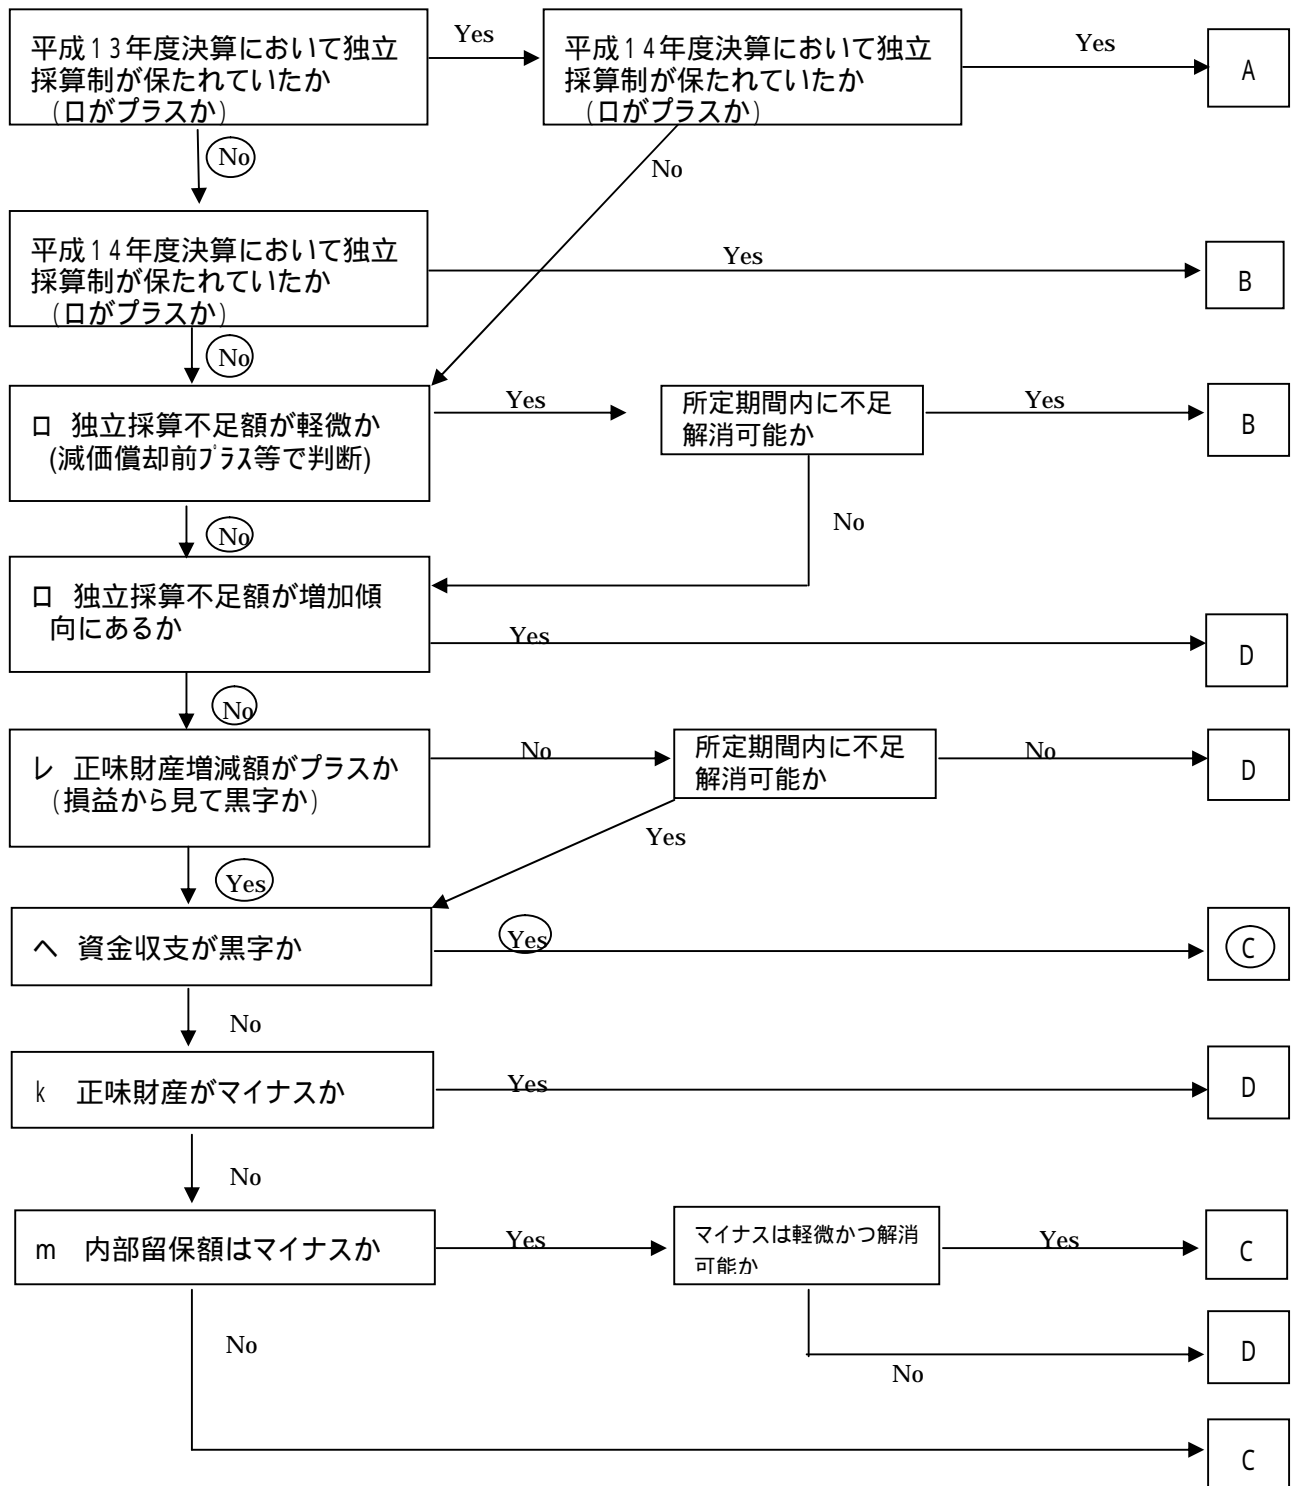 平成13年度決算において独立
採算制が保たれていたか
(ロがプラスか)
Yes
平成14年度決算において独立
採算制が保たれていたか
(ロがプラスか)
Yes
A
No
No
平成14年度決算において独立
採算制が保たれていたか
(ロがプラスか)
Yes
B
No
ロ 独立採算不足額が軽微か
(減価償却前プラス等で判断)
Yes
所定期間内に不足
解消可能か
Yes
B
No
No
ロ 独立採算不足額が増加傾
向にあるか
Yes
D
No
レ 正味財産増減額がプラスか
(損益から見て黒字か)
No
所定期間内に不足
解消可能か
No
D
Yes
Yes
ヘ 資金収支が黒字か
Yes
C
No
k 正味財産がマイナスか
Yes
D
No
m 内部留保額はマイナスか
Yes
マイナスは軽微かつ解消
可能か
Yes
C
No
No
D
C